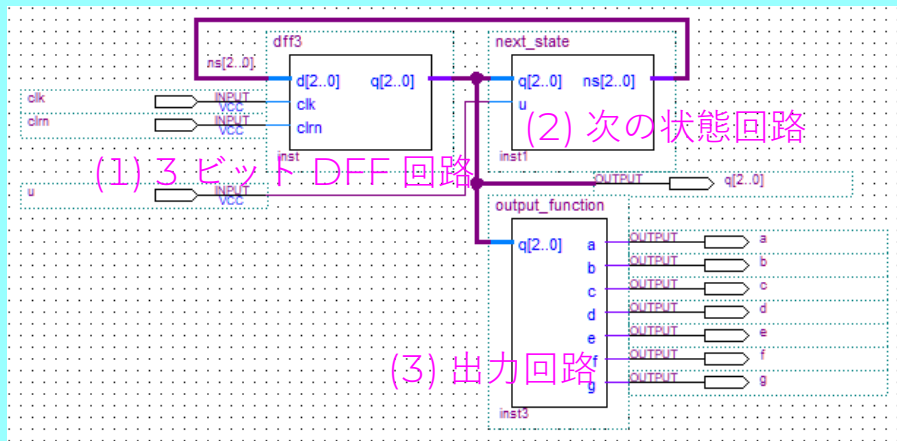 dff3
next_state
ns[2..0]
d[2..0] q[2..0]
q[2..0] ns[2..0]
clk
INPUT
VCC
clk
u
clrn
INPUT
VCC
clrn
(2) 次の状態回路
inst
inst1
(1) 3 ビット DFF 回路
u
INPUT
VCC
OUTPUT
q[2..0]
output_function
q[2..0]
a
OUTPUT
a
b
OUTPUT
b
c
OUTPUT
c
d
OUTPUT
d
e
OUTPUT
e
f
OUTPUT
f
(3) 出力回路
g
OUTPUT
g
inst3